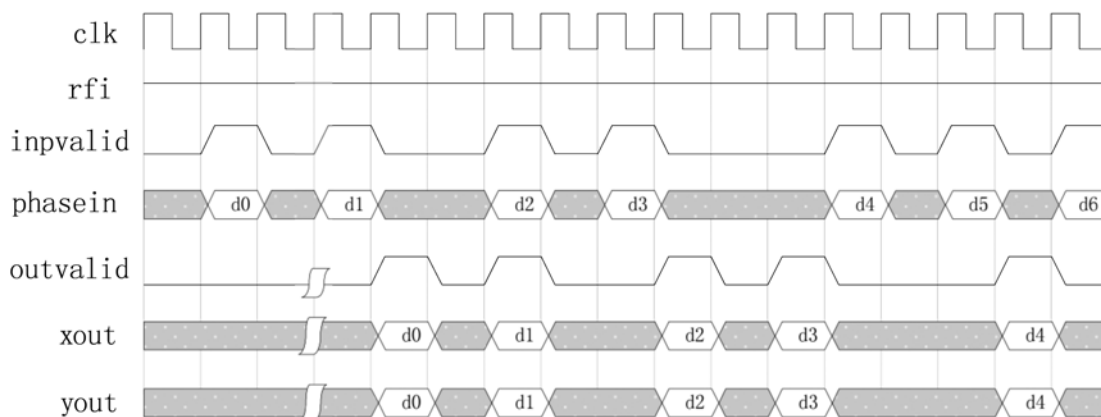 clk
rfi
inpvalid
phasein d0 d1 d2 d3 d4 d5 d6
outvalid
xout d0 d1 d2 d3 d4
yout d0 d1 d2 d3 d4